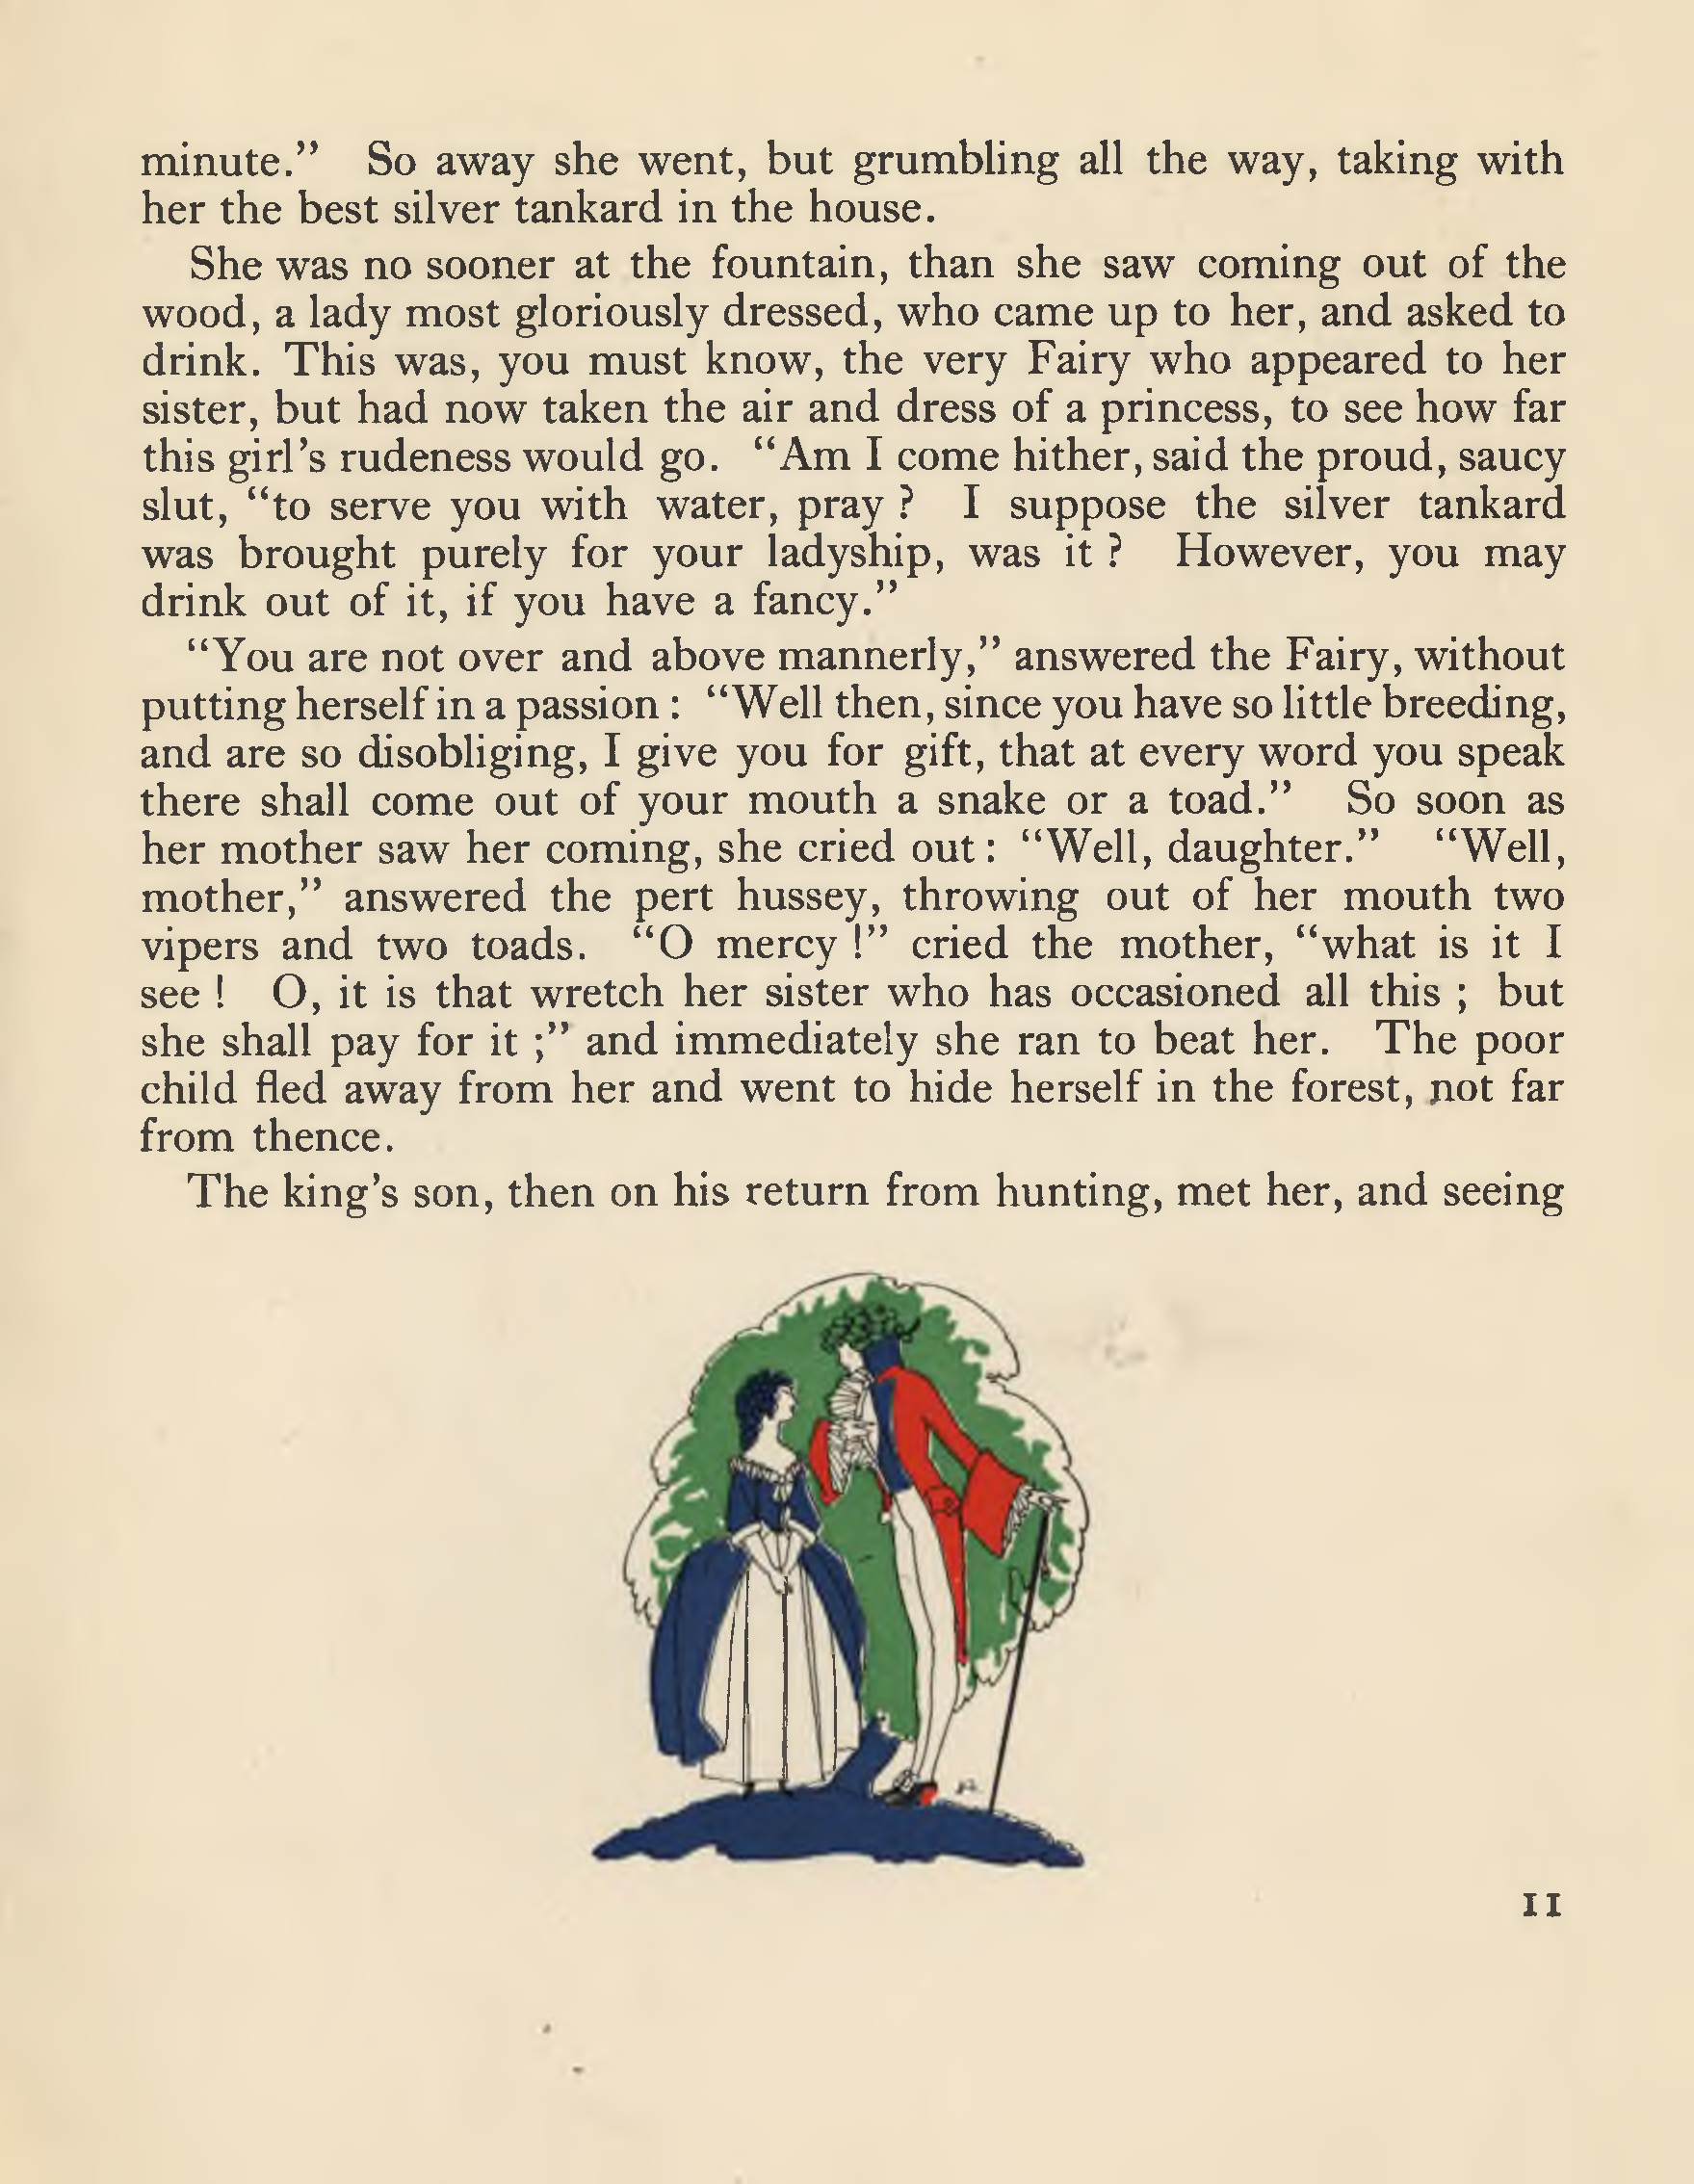 minute.” So away she went, but grumbling all the way, taking with
her the best silver tankard in the house.
She was no sooner at the fountain, than she saw coming out of the
wood, a lady most gloriously dressed, who came up to her, and asked to
drink. This was, you must know, the very Fairy who appeared to her
sister, but had now taken the air and dress of a princess, to see how far
this girl’s rudeness would go. “Am I come hither, said the proud, saucy
slut, “to serve you with water, pray ? I suppose the silver tankard
was brought purely for your ladyship, was it ? However, you may
drink out of it, if you have a fancy.”
“You are not over and above mannerly,” answered the Fairy, without
putting herself in a passion : “Well then, since you have so little breeding,
and are so disobliging, I give you for gift, that at every word you speak
there shall come out of your mouth a snake or a toad.” So soon as
her mother saw her coming, she cried out : “Well, daughter.” “Well,
mother,” answered the pert hussey, throwing out of her mouth two
vipers and two toads. “O mercy !” cried the mother, “what is it I
see ! O, it is that wretch her sister who has occasioned all this ; but
she shall pay for it ;” and immediately she ran to beat her. The poor
child fled away from her and went to hide herself in the forest, not far
from thence.
The king’s son, then on his return from hunting, met her, and seeing
11